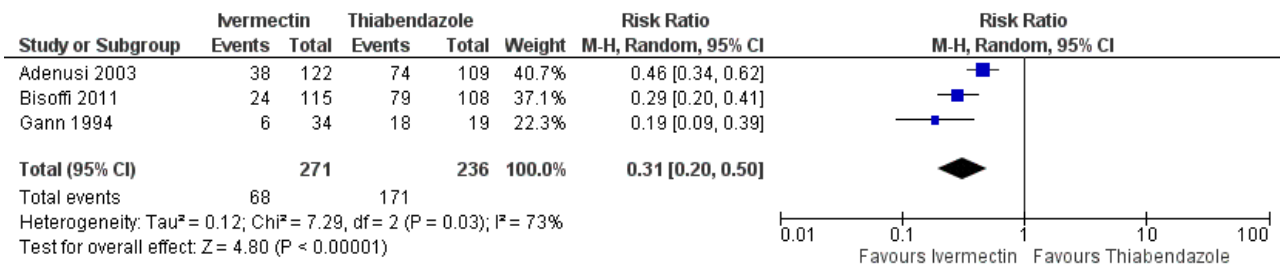 Ivermectin Thiabendazole Risk Ratio Risk Ratio
Study or Subgroup Events Total Events Total Weight M-H, Random, 95% CI M-H, Random, 95% CI
Adenusi 2003 38 122 74 109 40.7% 0.46 [0.34, 0.62]
Bisoffi 2011 24 115 79 108 37.1% 0.29 [0.20, 0.41]
Gann 1994 6 34 18 19 22.3% 0.19 [0.09, 0.39]
Total (95% CI) 271 236 100.0% 0.31 [0.20, 0.50]
Total events 68 171
Heterogeneity: Tau² = 0.12; Chi² = 7.29, df = 2 (P = 0.03); I² = 73%
Test for overall effect: Z = 4.80 (P < 0.00001)
0.01 0.1 1 10 100
Favours Ivermectin Favours Thiabendazole